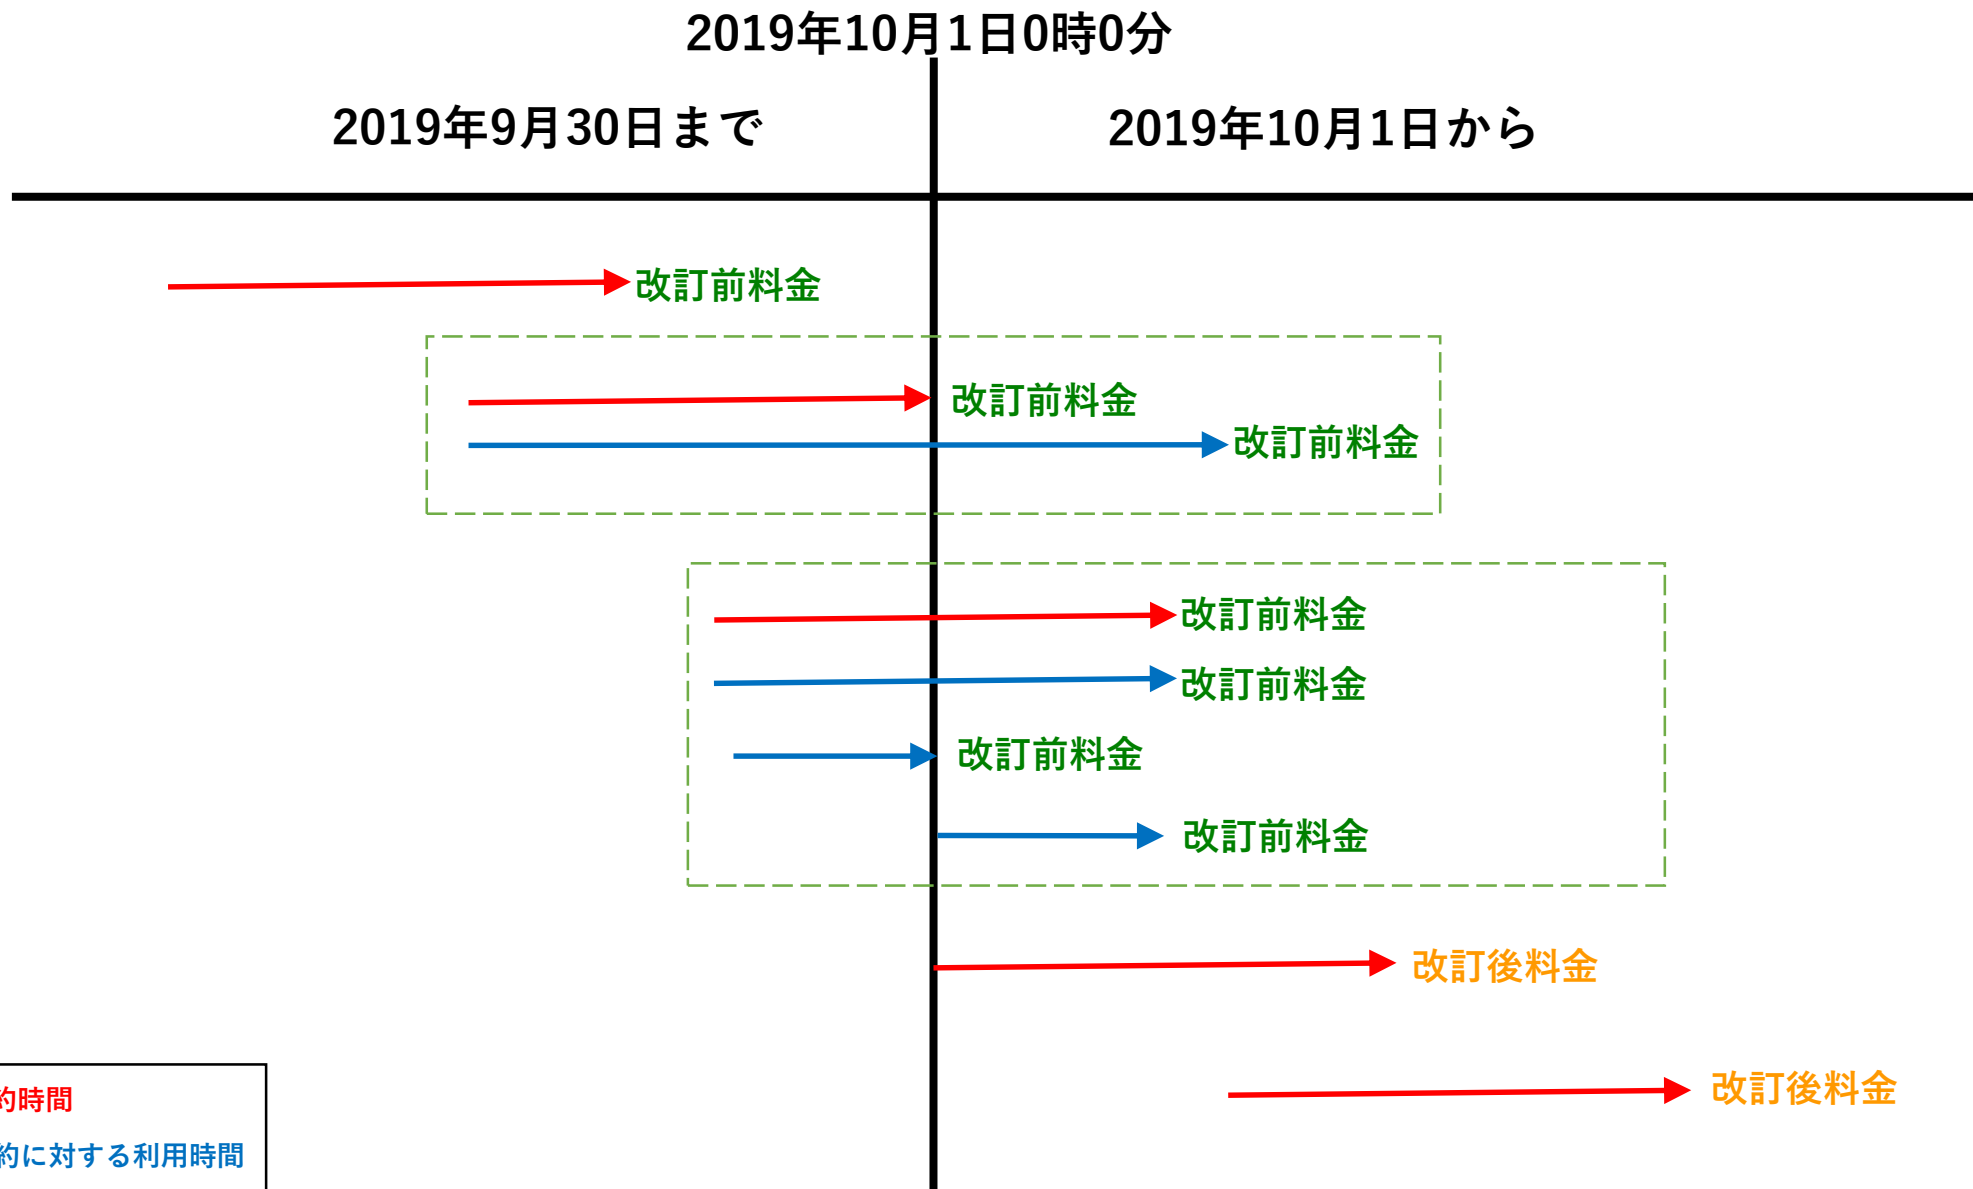 2019年10月1日0時0分
2019年9月30日まで
2019年10月1日から
改訂前料金
改訂前料金
改訂前料金
改訂前料金
改訂前料金
改訂前料金
改訂前料金
改訂後料金
改訂後料金
約時間
約に対する利用時間